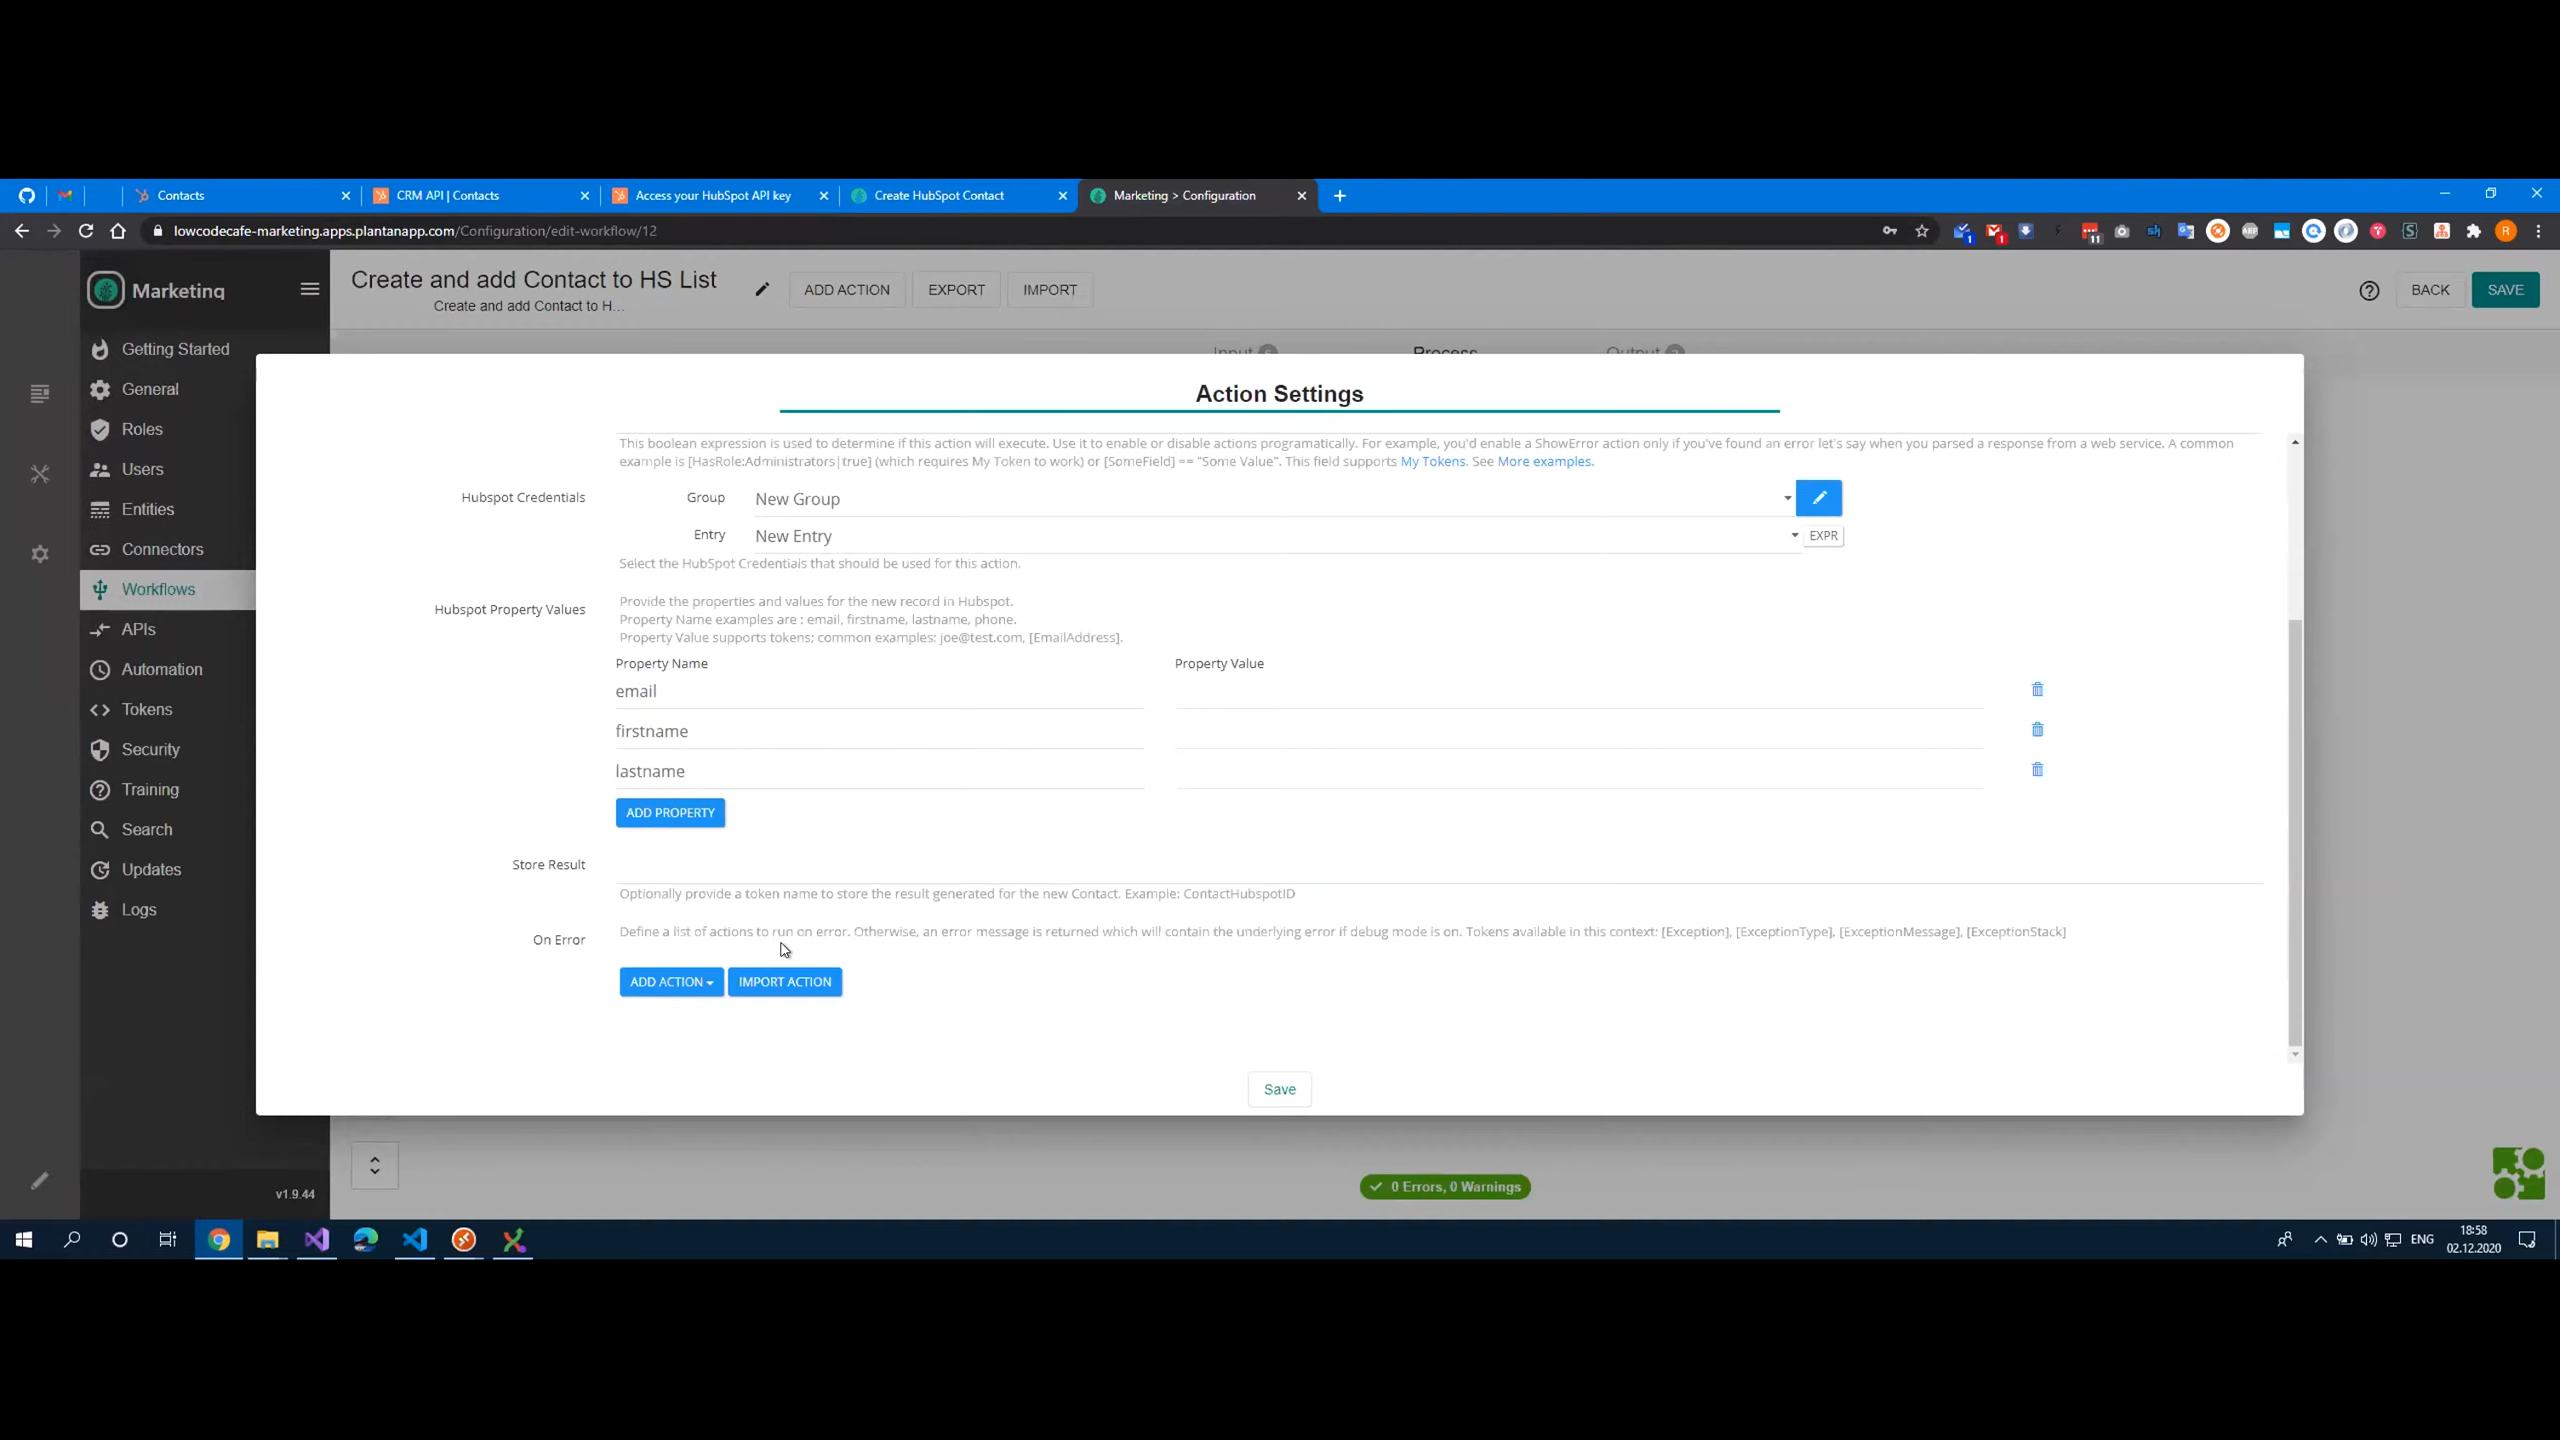 Contacts
CRM API | Contacts
Access your HubSpot API key
Create HubSpot Contact
Marketing > Configuration
lowcodecafe-marketing.apps.plantanapp.com/Configuration/edit-workflow/12
Marketing
Create and add Contact to HS List
Create and add Contact to H...
ADD ACTION
EXPORT
IMPORT
BACK
SAVE
Getting Started
General
Roles
Users
Entities
Connectors
Workflows
APIs
Automation
Tokens
Security
Training
Search
Updates
Logs
v1.9.44
Input
Process
Output
Action Settings
This boolean expression is used to determine if this action will execute. Use it to enable or disable actions programatically. For example, you'd enable a ShowError action only if you've found an error let's say when you parsed a response from a web service. A common
example is [HasRole:Administrators|true] (which requires My Token to work) or [SomeField] == "Some Value". This field supports My Tokens. See More examples.
Hubspot Credentials
Group
New Group
Entry
New Entry
EXPR
Select the HubSpot Credentials that should be used for this action.
Hubspot Property Values
Provide the properties and values for the new record in Hubspot.
Property Name examples are : email, firstname, lastname, phone.
Property Value supports tokens; common examples: joe@test.com, [EmailAddress].
Property Name
Property Value
email
firstname
lastname
ADD PROPERTY
Store Result
Optionally provide a token name to store the result generated for the new Contact. Example: ContactHubspotID
On Error
Define a list of actions to run on error. Otherwise, an error message is returned which will contain the underlying error if debug mode is on. Tokens available in this context: [Exception], [ExceptionType], [ExceptionMessage], [ExceptionStack]
ADD ACTION
IMPORT ACTION
Save
0 Errors, 0 Warnings
ENG
18:58
02.12.2020